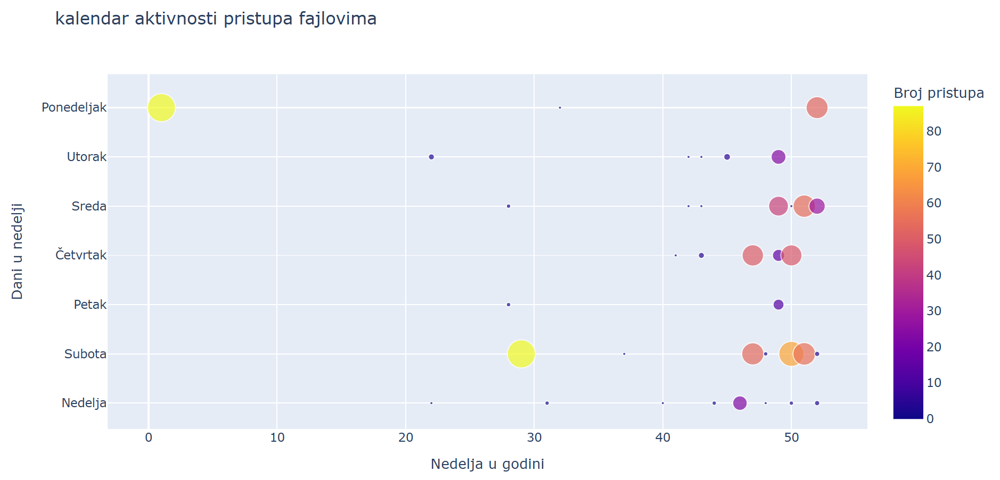 kalendar aktivnosti pristupa fajlovima
Broj pristupa
Ponedeljak
Utorak
Sreda
Četvrtak
Petak
Subota
Nedelja
Dani u nedelji
0
10
20
30
40
50
Nedelja u godini
80
70
60
50
40
30
20
10
0